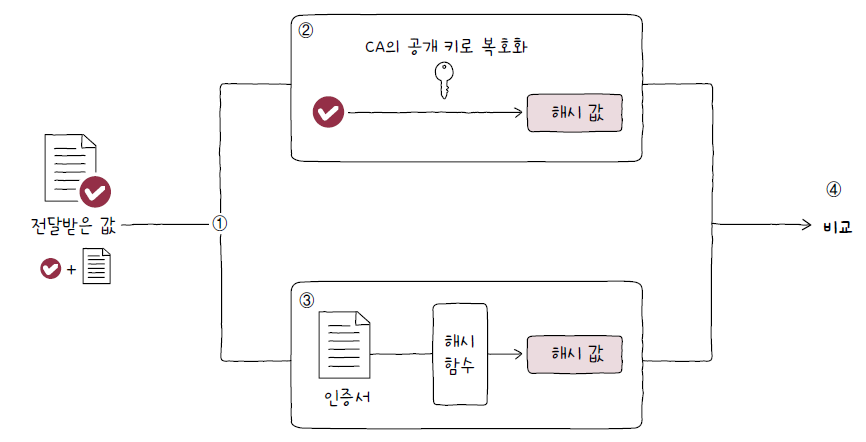 ②
CA의 공개 키로 복호화
해시 값
전달받은 값
①
+
④
비교
③
해시
함수
해시 값
인증서